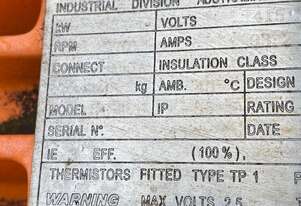 INDUSTRIAL DIVISION
kW VOLTS
RPM AMPS
CONNECT INSULATION CLASS
kg AMB. °C DESIGN
MODEL IP RATING
SERIAL Nº. DATE
IE EFF. (100%),
THERMISTORS FITTED TYPE TP 1
WARNING MAX VOLTS 2.5